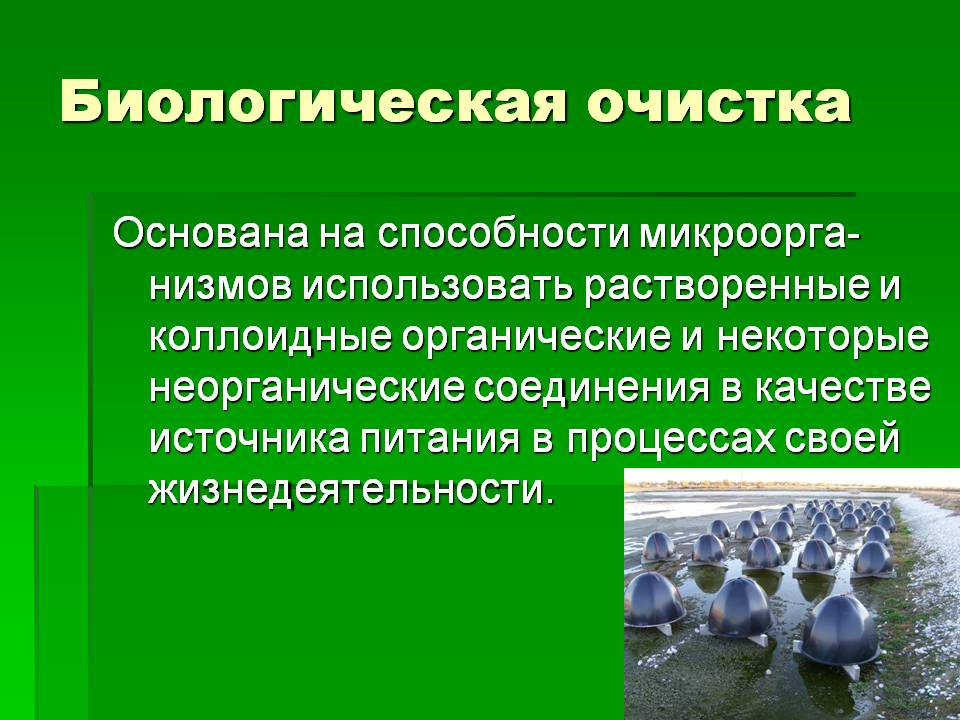 Биологическая очистка
Основана на способности микроорга-
низмов использовать растворенные и
коллоидные органические и некоторые
неорганические соединения в качестве
источника питания в процессах своей
жизнедеятельности.